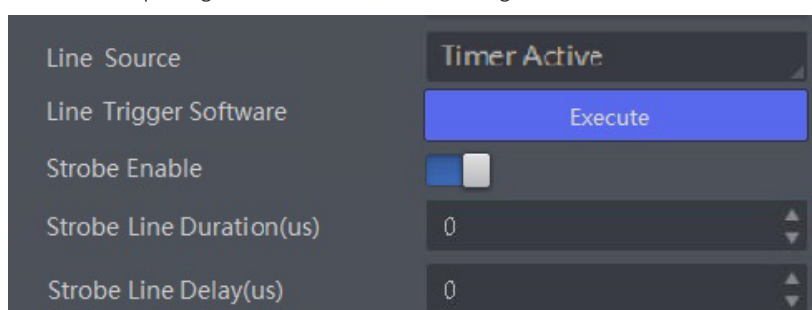 Line Source Timer Active
Line Trigger Software Execute
Strobe Enable
Strobe Line Duration(us) 0
Strobe Line Delay(us) 0